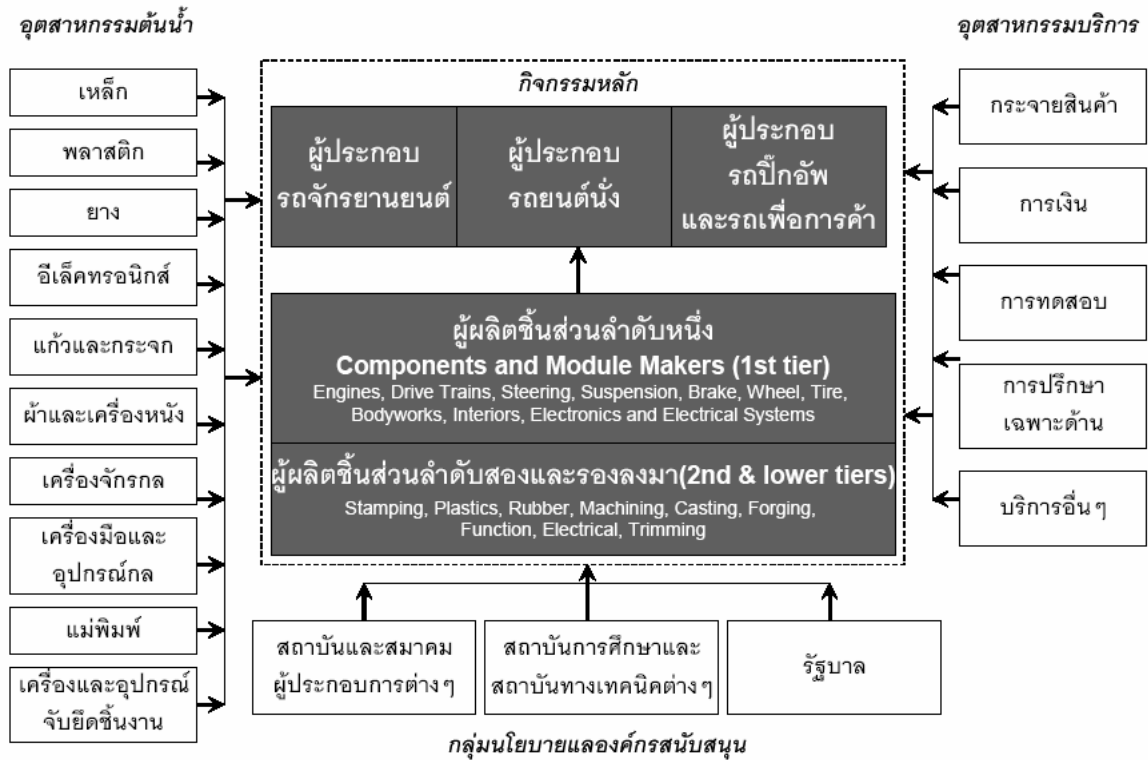 อุตสาหกรรมต้นน้ำ
เหล็ก
พลาสติก
ยาง
อีเล็คทรอนิกส์
แก้วและกระจก
ผ้าและเครื่องหนัง
เครื่องจักรกล
เครื่องมือและ
อุปกรณ์กล
แม่พิมพ์
เครื่องและอุปกรณ์
จับยึดชิ้นงาน
กิจกรรมหลัก
ผู้ประกอบ
รถจักรยานยนต์
ผู้ประกอบ
รถยนต์นั่ง
ผู้ประกอบ
รถปิ๊กอัพ
และรถเพื่อการค้า
ผู้ผลิตชิ้นส่วนลำดับหนึ่ง
Components and Module Makers (1st tier)
Engines, Drive Trains, Steering, Suspension, Brake, Wheel, Tire,
Bodyworks, Interiors, Electronics and Electrical Systems
ผู้ผลิตชิ้นส่วนลำดับสองและรองลงมา(2nd & lower tiers)
Stamping, Plastics, Rubber, Machining, Casting, Forging,
Function, Electrical, Trimming
อุตสาหกรรมบริการ
กระจายสินค้า
การเงิน
การทดสอบ
การปรึกษา
เฉพาะด้าน
บริการอื่นๆ
สถาบันและสมาคม
ผู้ประกอบการต่างๆ
สถาบันการศึกษาและ
สถาบันทางเทคนิคต่างๆ
รัฐบาล
กลุ่มนโยบายแลองค์กรสนับสนุน